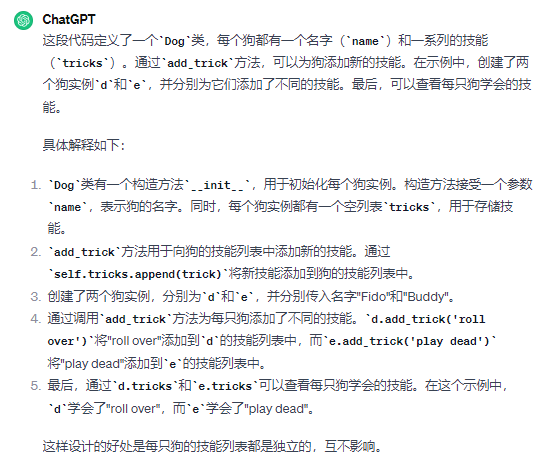 ChatGPT
这段代码定义了一个`Dog`类，每个狗都有一个名字（`name`）和一系列的技能
（`tricks`）。通过`add_trick`方法，可以为狗添加新的技能。在示例中，创建了两
个狗实例`d`和`e`，并分别为它们添加了不同的技能。最后，可以查看每只狗学会的技
能。
具体解释如下：
1. `Dog`类有一个构造方法`__init__`，用于初始化每个狗实例。构造方法接受一个参数
`name`，表示狗的名字。同时，每个狗实例都有一个空列表`tricks`，用于存储技
能。
2. `add_trick`方法用于向狗的技能列表中添加新的技能。通过
`self.tricks.append(trick)`将新技能添加到狗的技能列表中。
3. 创建了两个狗实例，分别为`d`和`e`，并分别传入名字"Fido"和"Buddy"。
4. 通过调用`add_trick`方法为每只狗添加了不同的技能。`d.add_trick('roll
over')`将"roll over"添加到`d`的技能列表中，而`e.add_trick('play dead')`
将"play dead"添加到`e`的技能列表中。
5. 最后，通过`d.tricks`和`e.tricks`可以查看每只狗学会的技能。在这个示例中，
`d`学会了"roll over"，而`e`学会了"play dead"。
这样设计的好处是每只狗的技能列表都是独立的，互不影响。